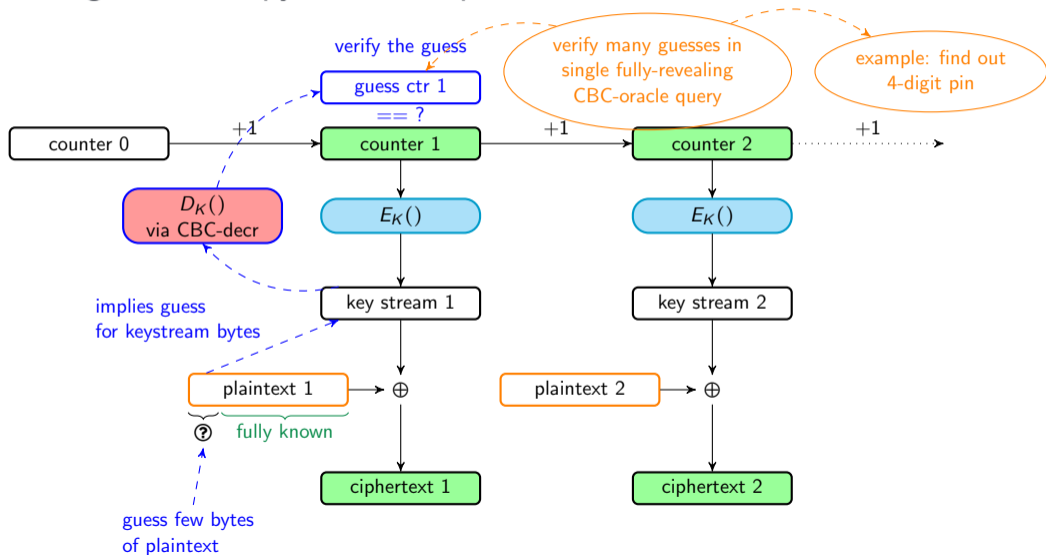 verify the guess
verify many guesses in
single fully-revealing
CBC-oracle query
example: find out
4-digit pin
guess ctr 1
== ?
counter 0
+1
counter 1
+1
counter 2
+1
D_K()
via CBC-decr
E_K()
E_K()
implies guess
for keystream bytes
key stream 1
key stream 2
plaintext 1
⊕
plaintext 2
⊕
?
fully known
ciphertext 1
ciphertext 2
guess few bytes
of plaintext